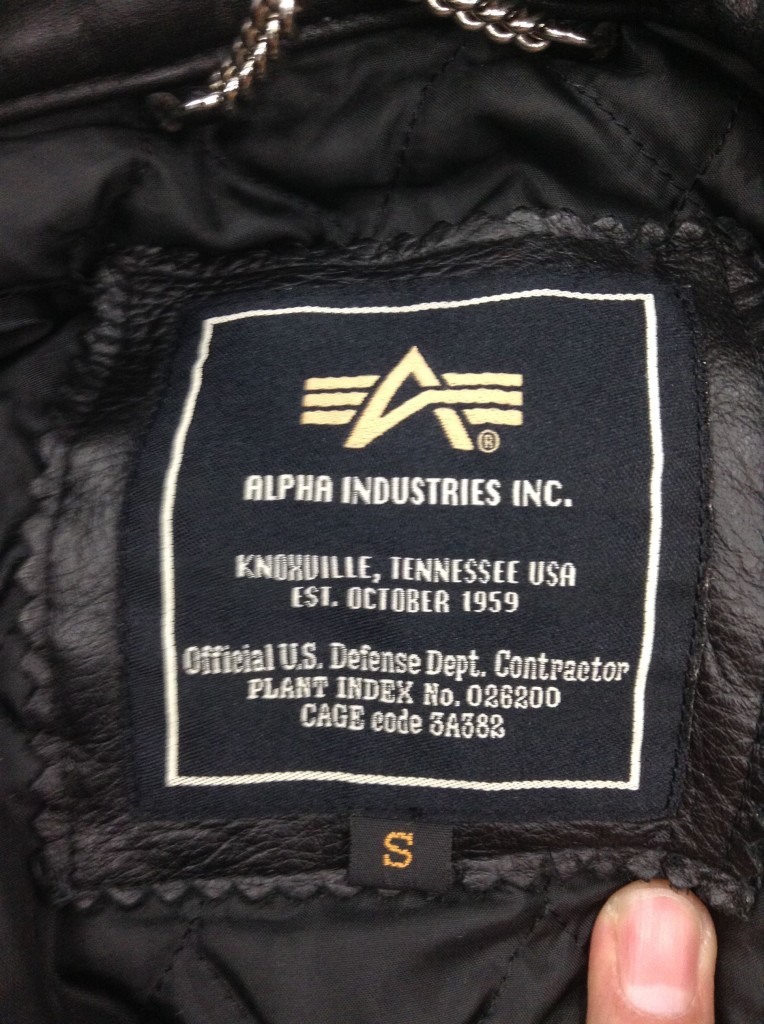 ®
ALPHA INDUSTRIES INC.
KNOXVILLE, TENNESSEE USA
EST. OCTOBER 1959
Official U.S. Defense Dept. Contractor
PLANT INDEX No. 026200
CAGE code 3A382
S